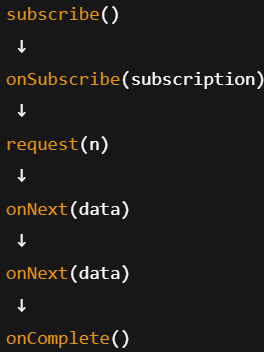 subscribe()
↓
onSubscribe(subscription)
↓
request(n)
↓
onNext(data)
↓
onNext(data)
↓
onComplete()